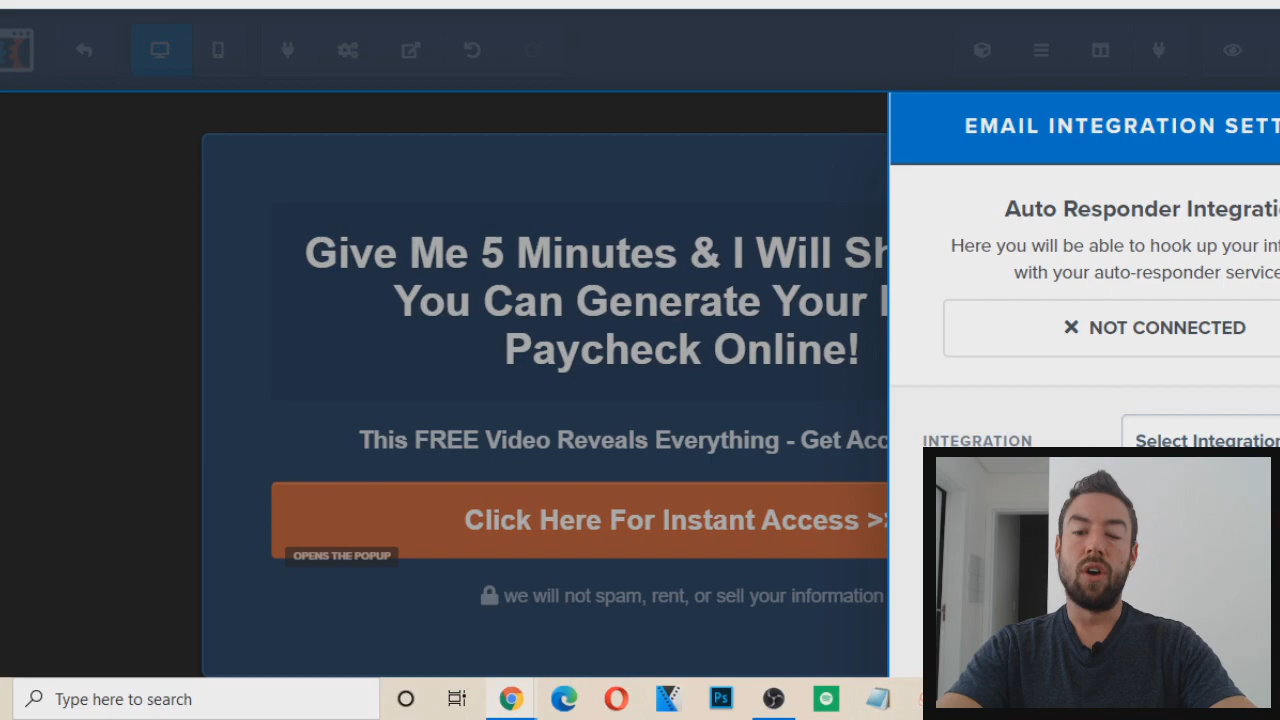 EMAIL INTEGRATION SETT
Auto Responder Integrati
Here you will be able to hook up your in
with your auto-responder service
✕ NOT CONNECTED
INTEGRATION
Select Integration
Give Me 5 Minutes & I Will Sh
You Can Generate Your
Paycheck Online!
This FREE Video Reveals Everything - Get Acc
Click Here For Instant Access >>
OPENS THE POPUP
we will not spam, rent, or sell your information
Type here to search
Ps